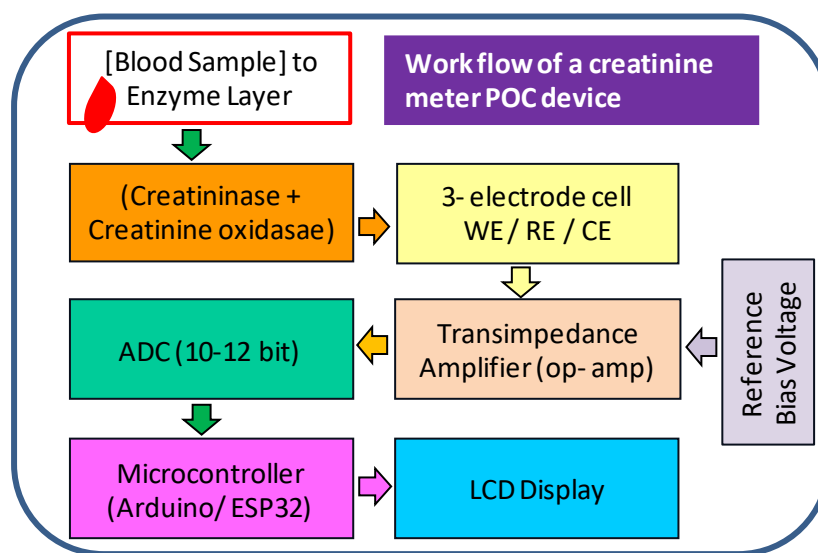 [Blood Sample] to
Enzyme Layer
Work flow of a creatinine
meter POC device
(Creatininase +
Creatinine oxidasae)
3- electrode cell
WE / RE / CE
ADC (10-12 bit)
Transimpedance
Amplifier (op- amp)
Reference
Bias Voltage
Microcontroller
(Arduino/ ESP32)
LCD Display